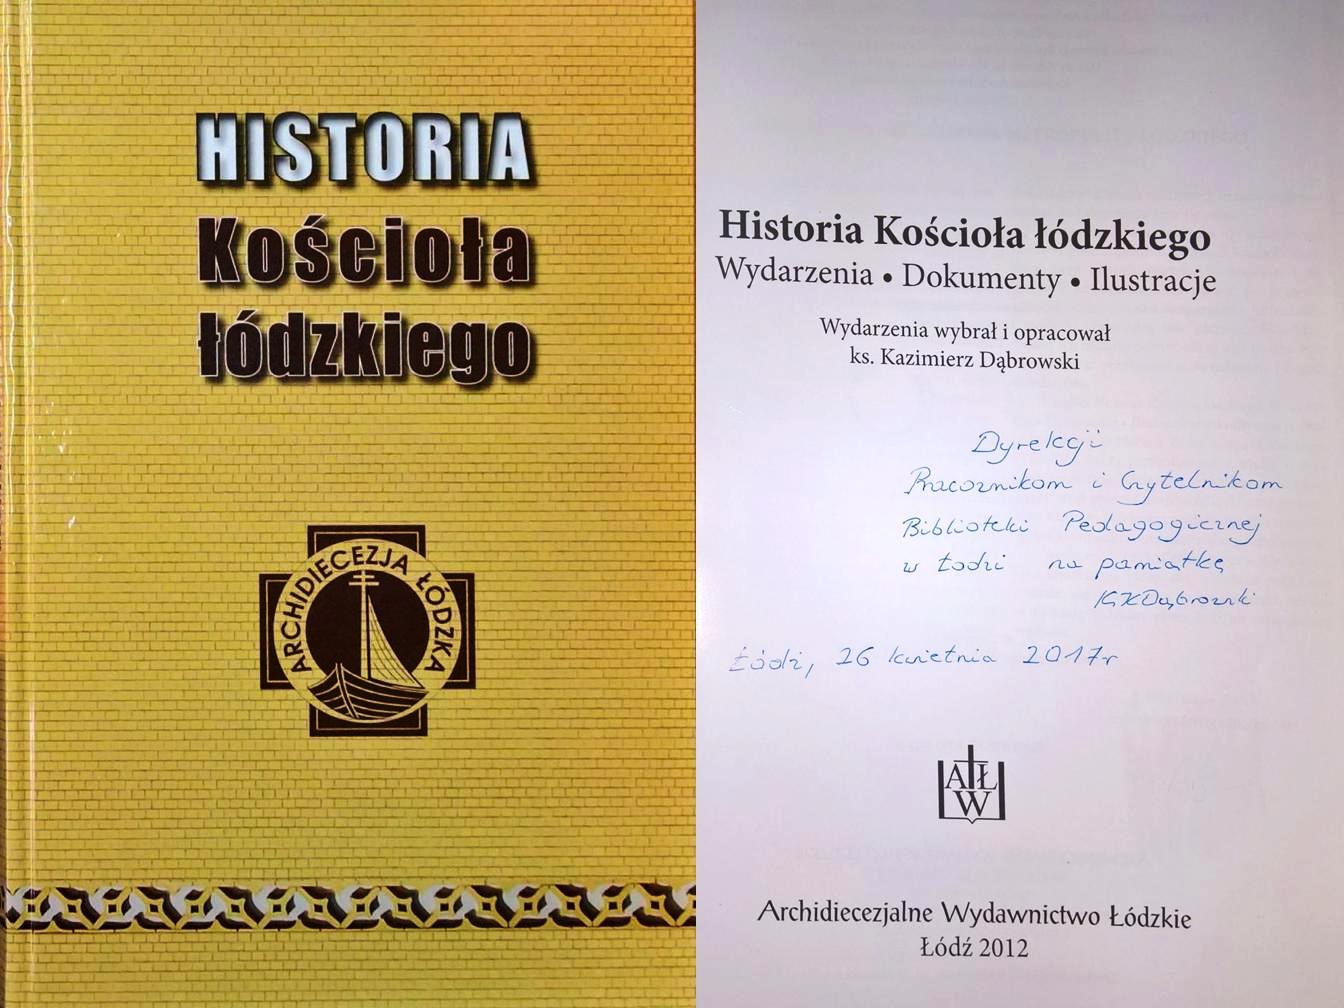 HISTORIA
Kościoła
łódzkiego
ARCHIDIECEZJA ŁÓDZKA
Historia Kościoła łódzkiego
Wydarzenia • Dokumenty • Ilustracje
Wydarzenia wybrał i opracował
ks. Kazimierz Dąbrowski
Dyrekcji
Pracownikom i Czytelnikom
Biblioteki Pedagogicznej
w Łodzi na pamiątkę
KKDąbrowski
Łódź, 26 kwietnia 2017r
AŁ
W
Archidiecezjalne Wydawnictwo Łódzkie
Łódź 2012